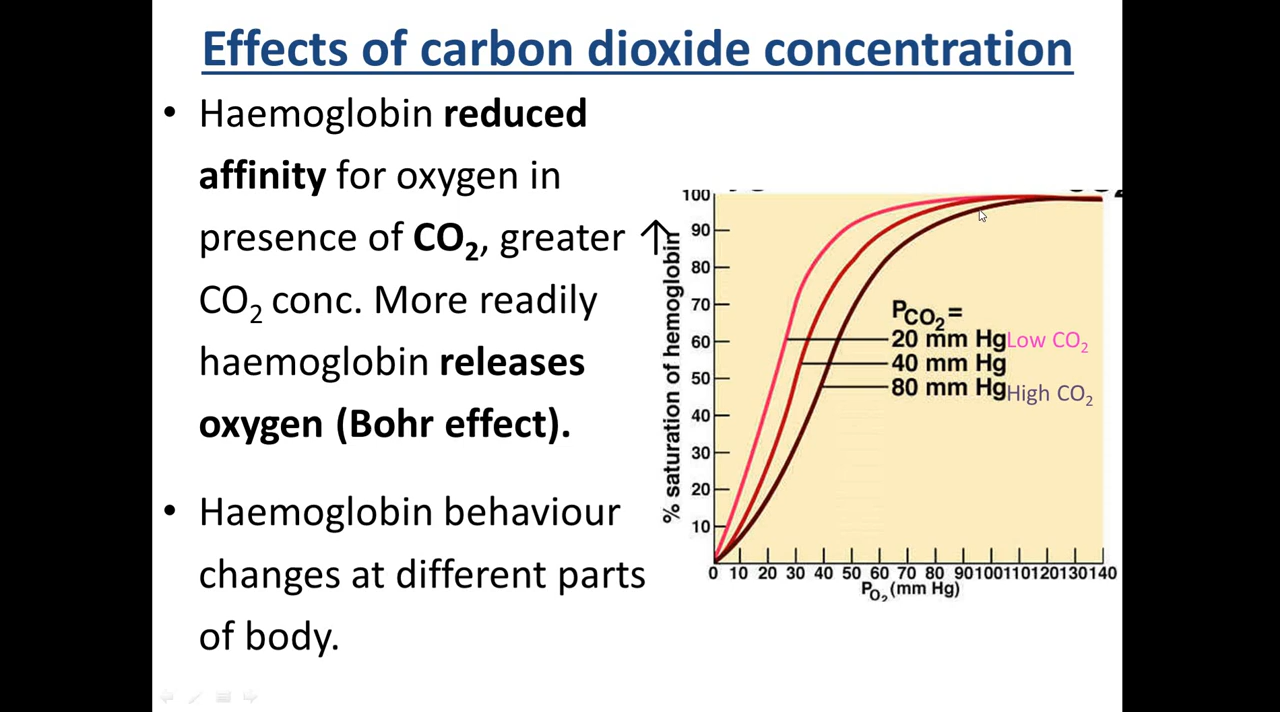 Effects of carbon dioxide concentration
• Haemoglobin reduced
affinity for oxygen in
presence of CO₂, greater ↑
CO₂ conc. More readily
haemoglobin releases
oxygen (Bohr effect).
• Haemoglobin behaviour
changes at different parts
of body.
% saturation of hemoglobin
100
90
80
70
60
50
40
30
20
10
PCO₂ =
20 mm Hg Low CO₂
40 mm Hg
80 mm Hg High CO₂
0 10 20 30 40 50 60 70 80 90 100 110 120 130 140
PO₂ (mm Hg)